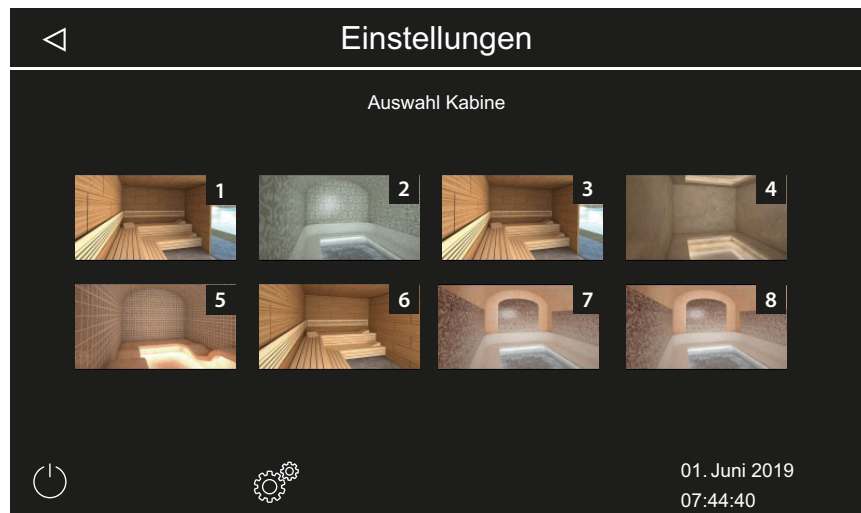 Einstellungen
Auswahl Kabine
1 2 3 4
5 6 7 8
01. Juni 2019
07:44:40